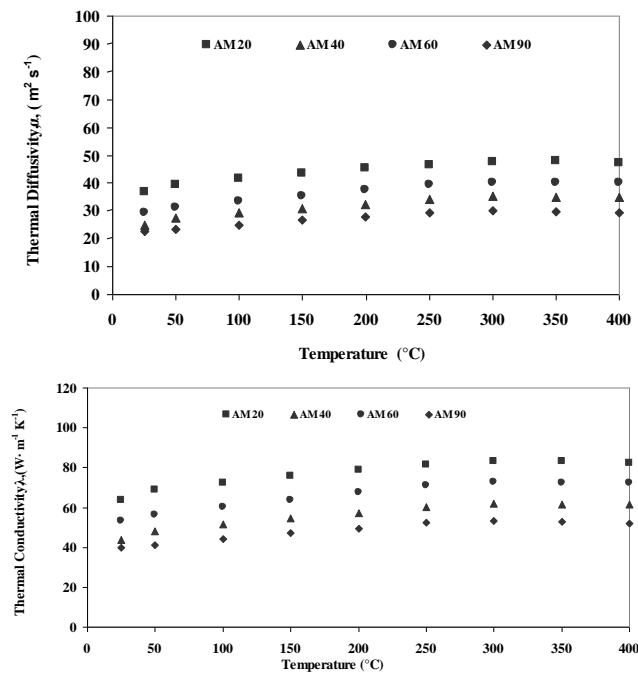 100
90
80
70
60
50
40
30
20
10
0
Thermal Diffusivity,α, ( m² s⁻¹)
AM20 AM40 AM60 AM90
0 50 100 150 200 250 300 350 400
Temperature (°C)
120
100
80
60
40
20
0
Thermal Conductivity λ,(W· m⁻¹ K⁻¹)
AM20 AM40 AM60 AM90
0 50 100 150 200 250 300 350 400
Temperature (°C)